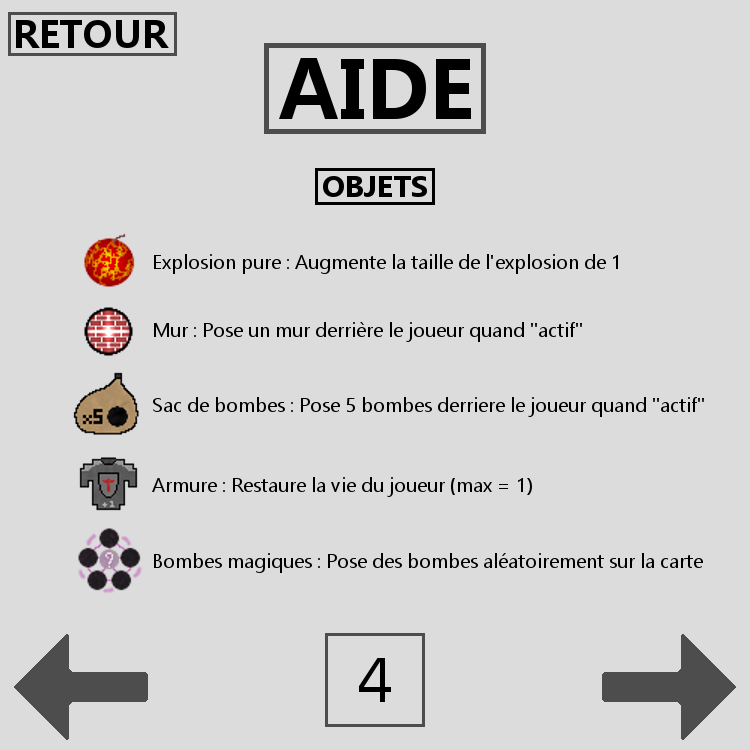 RETOUR
AIDE
OBJETS
Explosion pure : Augmente la taille de l'explosion de 1
Mur : Pose un mur derrière le joueur quand "actif"
x5
Sac de bombes : Pose 5 bombes derriere le joueur quand "actif"
+1
Armure : Restaure la vie du joueur (max = 1)
?
Bombes magiques : Pose des bombes aléatoirement sur la carte
4